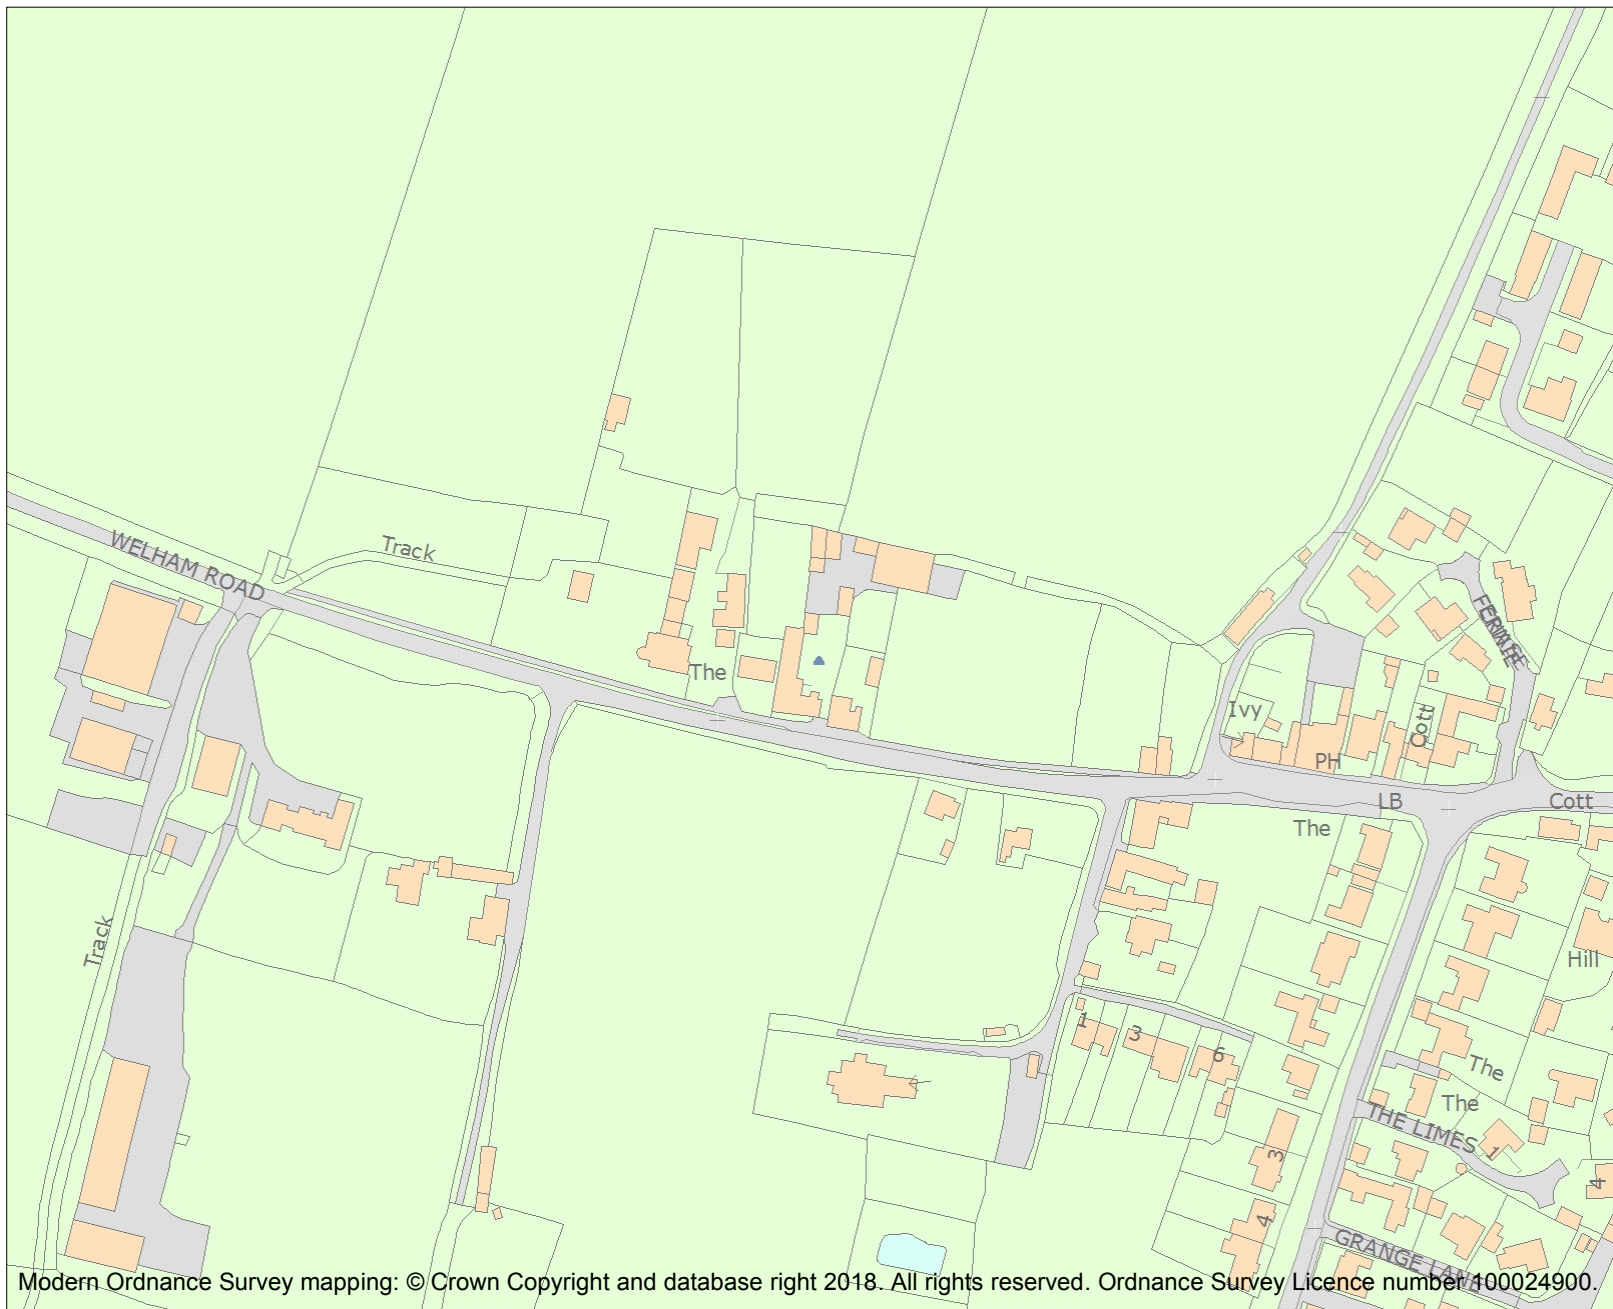 WELHAM ROAD
Track
The
Ivy
PH
Cott
LB
Cott
The
Track
Hill
1
3
6
The
The
THE LIMES
1
3
4
4
GRANGE LANE
Modern Ordnance Survey mapping: © Crown Copyright and database right 2018. All rights reserved. Ordnance Survey Licence number 100024900.